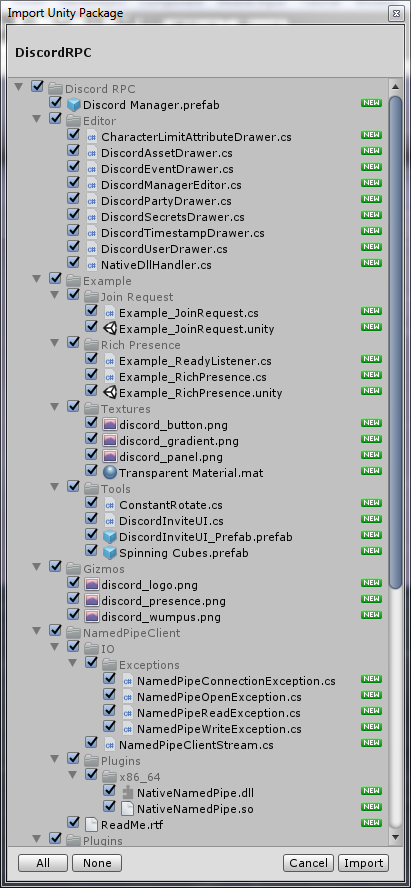 Import Unity Package
DiscordRPC
Discord RPC
Discord Manager.prefab NEW
Editor
CharacterLimitAttributeDrawer.cs NEW
DiscordAssetDrawer.cs NEW
DiscordEventDrawer.cs NEW
DiscordManagerEditor.cs NEW
DiscordPartyDrawer.cs NEW
DiscordSecretsDrawer.cs NEW
DiscordTimestampDrawer.cs NEW
DiscordUserDrawer.cs NEW
NativeDllHandler.cs NEW
Example
Join Request
Example_JoinRequest.cs NEW
Example_JoinRequest.unity NEW
Rich Presence
Example_ReadyListener.cs NEW
Example_RichPresence.cs NEW
Example_RichPresence.unity NEW
Textures
discord_button.png NEW
discord_gradient.png NEW
discord_panel.png NEW
Transparent Material.mat NEW
Tools
ConstantRotate.cs NEW
DiscordInviteUI.cs NEW
DiscordInviteUI_Prefab.prefab NEW
Spinning Cubes.prefab NEW
Gizmos
discord_logo.png NEW
discord_presence.png NEW
discord_wumpus.png NEW
NamedPipeClient
IO
Exceptions
NamedPipeConnectionException.cs NEW
NamedPipeOpenException.cs NEW
NamedPipeReadException.cs NEW
NamedPipeWriteException.cs NEW
NamedPipeClientStream.cs NEW
Plugins
x86_64
NativeNamedPipe.dll NEW
NativeNamedPipe.so NEW
ReadMe.rtf NEW
Plugins
All None Cancel Import